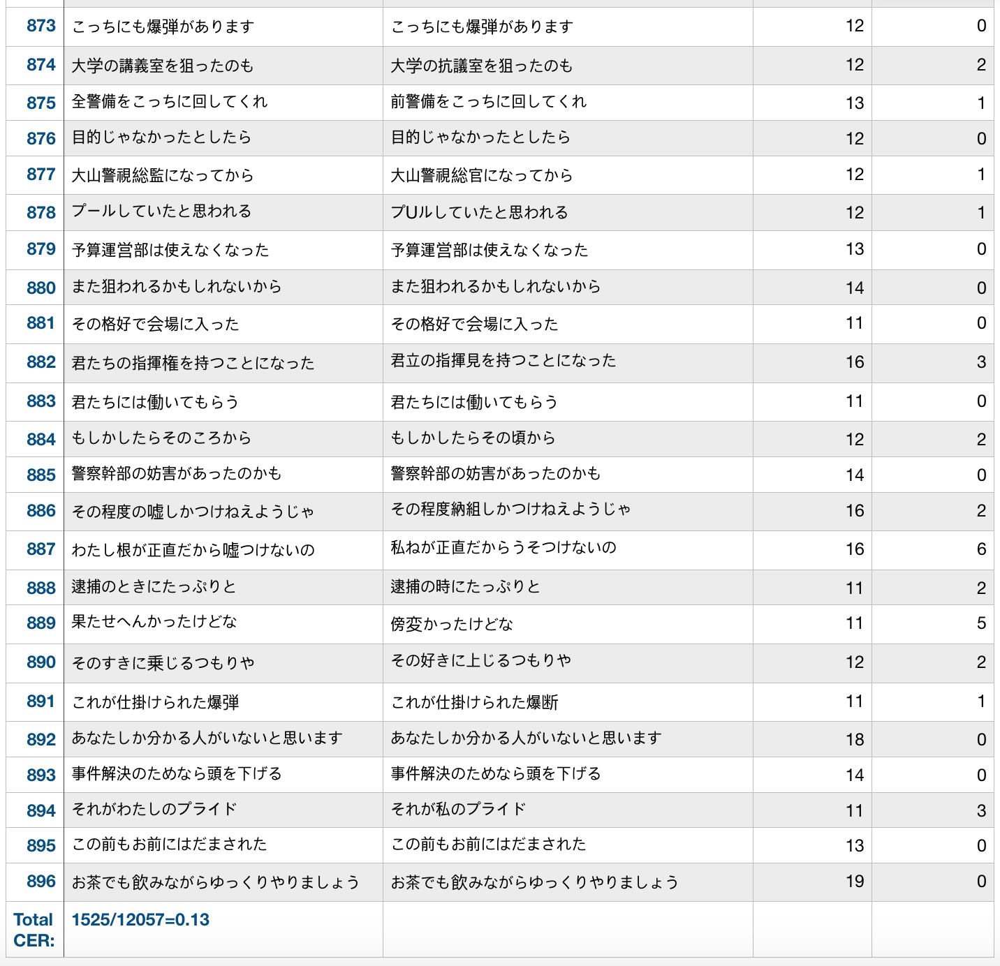 873 こっちにも爆弾があります こっちにも爆弾があります 12 0
874 大学の講義室を狙ったのも 大学の抗議室を狙ったのも 12 2
875 全警備をこっちに回してくれ 前警備をこっちに回してくれ 13 1
876 目的じゃなかったとしたら 目的じゃなかったとしたら 12 0
877 大山警視総監になってから 大山警視総官になってから 12 1
878 プールしていたと思われる プUルしていたと思われる 12 1
879 予算運営部は使えなくなった 予算運営部は使えなくなった 13 0
880 また狙われるかもしれないから また狙われるかもしれないから 14 0
881 その格好で会場に入った その格好で会場に入った 11 0
882 君たちの指揮権を持つことになった 君立の指揮見を持つことになった 16 3
883 君たちには働いてもらう 君たちには働いてもらう 11 0
884 もしかしたらそのころから もしかしたらその頃から 12 2
885 警察幹部の妨害があったのかも 警察幹部の妨害があったのかも 14 0
886 その程度の嘘しかつけねえようじゃ その程度納組しかつけねえようじゃ 16 2
887 わたし根が正直だから嘘つけないの 私ねが正直だからうそつけないの 16 6
888 逮捕のときにたっぷりと 逮捕の時にたっぷりと 11 2
889 果たせへんかったけどな 傍変かったけどな 11 5
890 そのすきに乗じるつもりや その好きに上じるつもりや 12 2
891 これが仕掛けられた爆弾 これが仕掛けられた爆断 11 1
892 あなたしか分かる人がいないと思います あなたしか分かる人がいないと思います 18 0
893 事件解決のためなら頭を下げる 事件解決のためなら頭を下げる 14 0
894 それがわたしのプライド それが私のプライド 11 3
895 この前もお前にはだまされた この前もお前にはだまされた 13 0
896 お茶でも飲みながらゆっくりやりましょう お茶でも飲みながらゆっくりやりましょう 19 0
Total 1525/12057=0.13
CER: